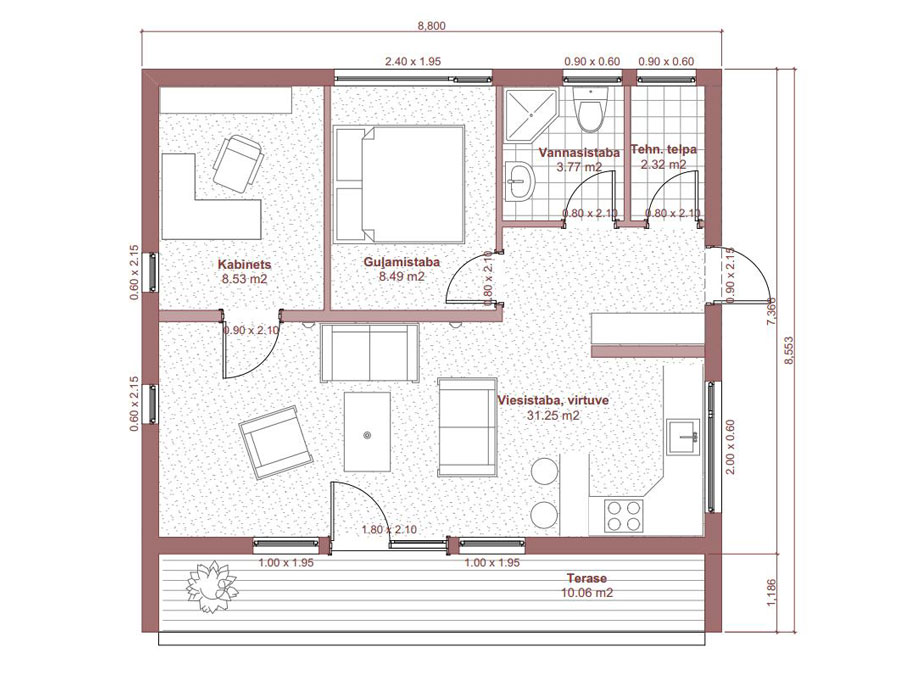 8,800
2.40 x 1.95
0.90 x 0.60
0.90 x 0.60
Vannasistaba
3.77 m2
Tehn. telpa
2.32 m2
0.80 x 2.10
0.80 x 2.10
Kabinets
8.53 m2
Guļamistaba
8.49 m2
0.60 x 2.15
0.80 x 2.10
0.90 x 2.15
7,366
8,553
0.90 x 2.10
0.60 x 2.15
Viesistaba, virtuve
31.25 m2
2.00 x 0.60
1.80 x 2.10
1.00 x 1.95
1.00 x 1.95
Terase
10.06 m2
1,186